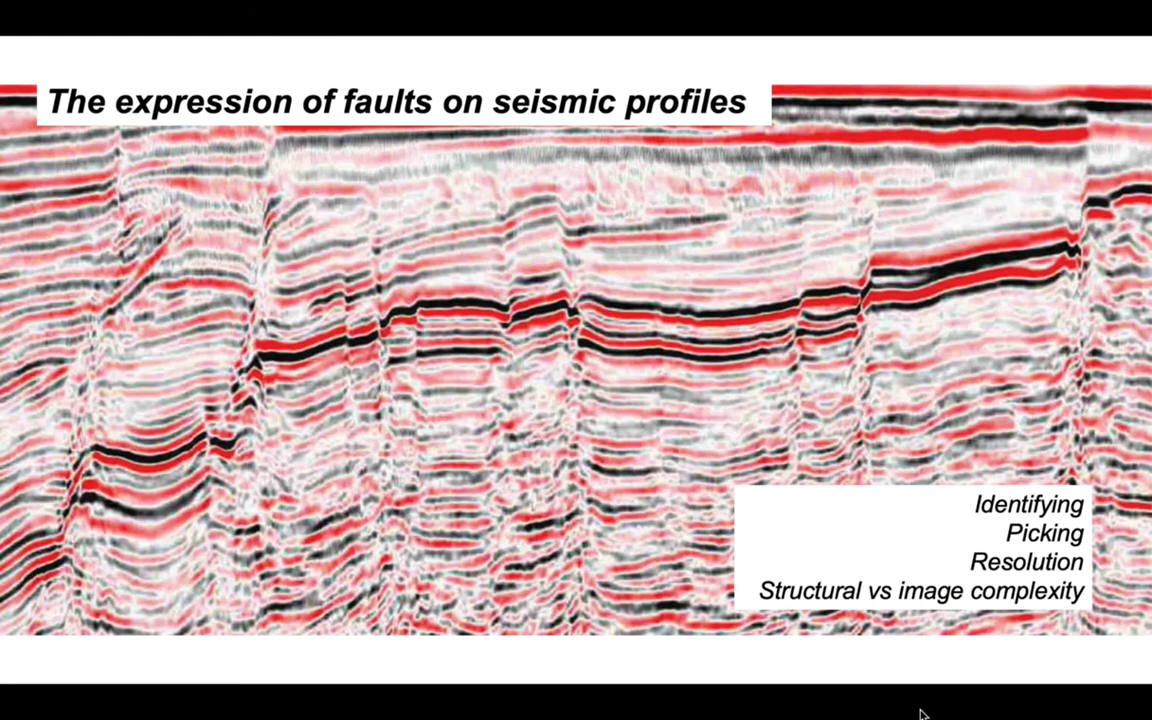 The expression of faults on seismic profiles
Identifying
Picking
Resolution
Structural vs image complexity